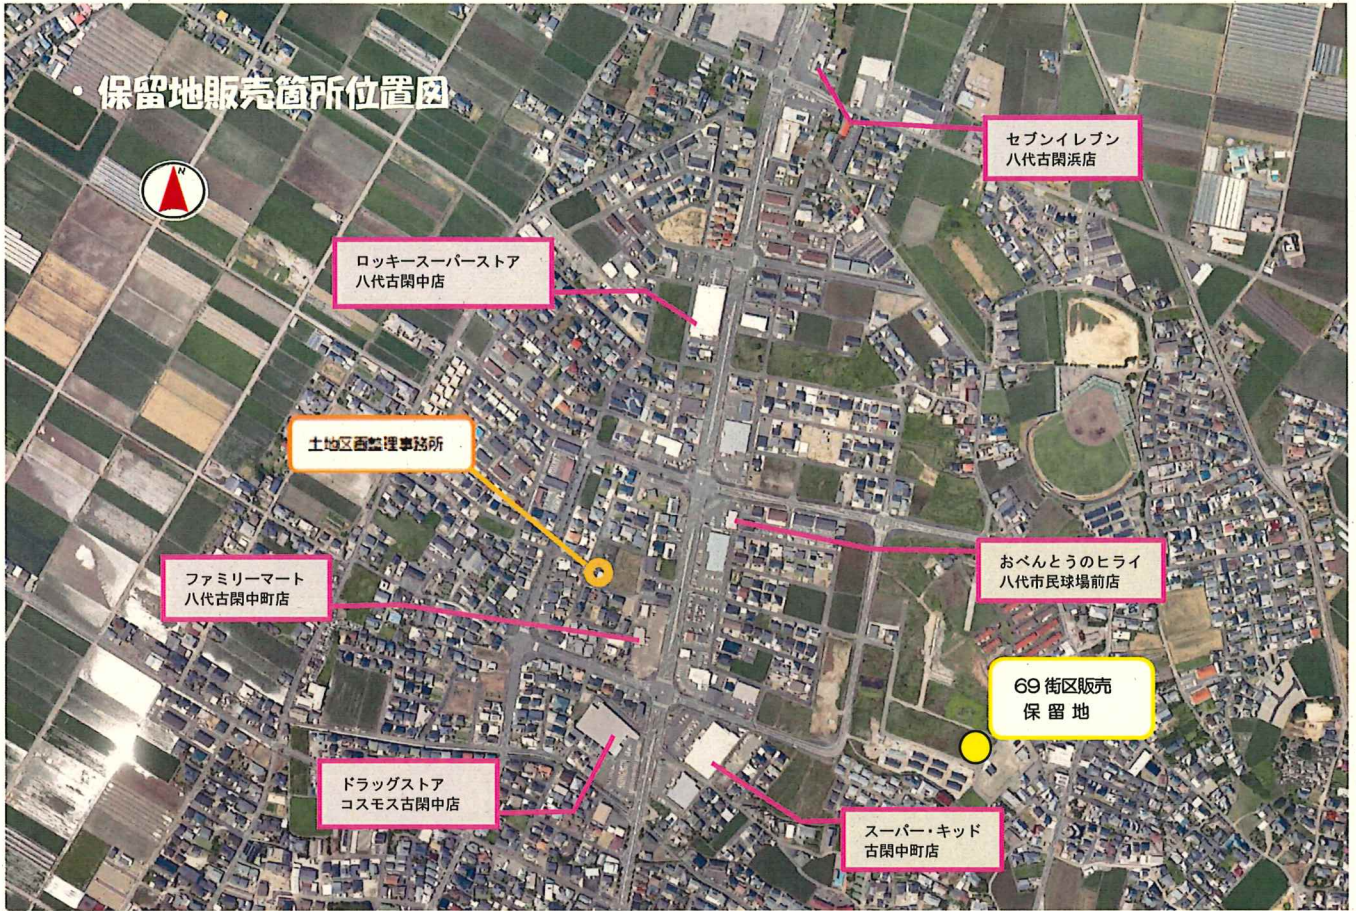 保留地販売箇所位置図
N
セブンイレブン
八代古閑浜店
ロッキースーパーストア
八代古閑中店
土地区画整理事務所
おべんとうのヒライ
八代市民球場前店
ファミリーマート
八代古閑中町店
69 街区販売
保 留 地
ドラッグストア
コスモス古閑中店
スーパー・キッド
古閑中町店